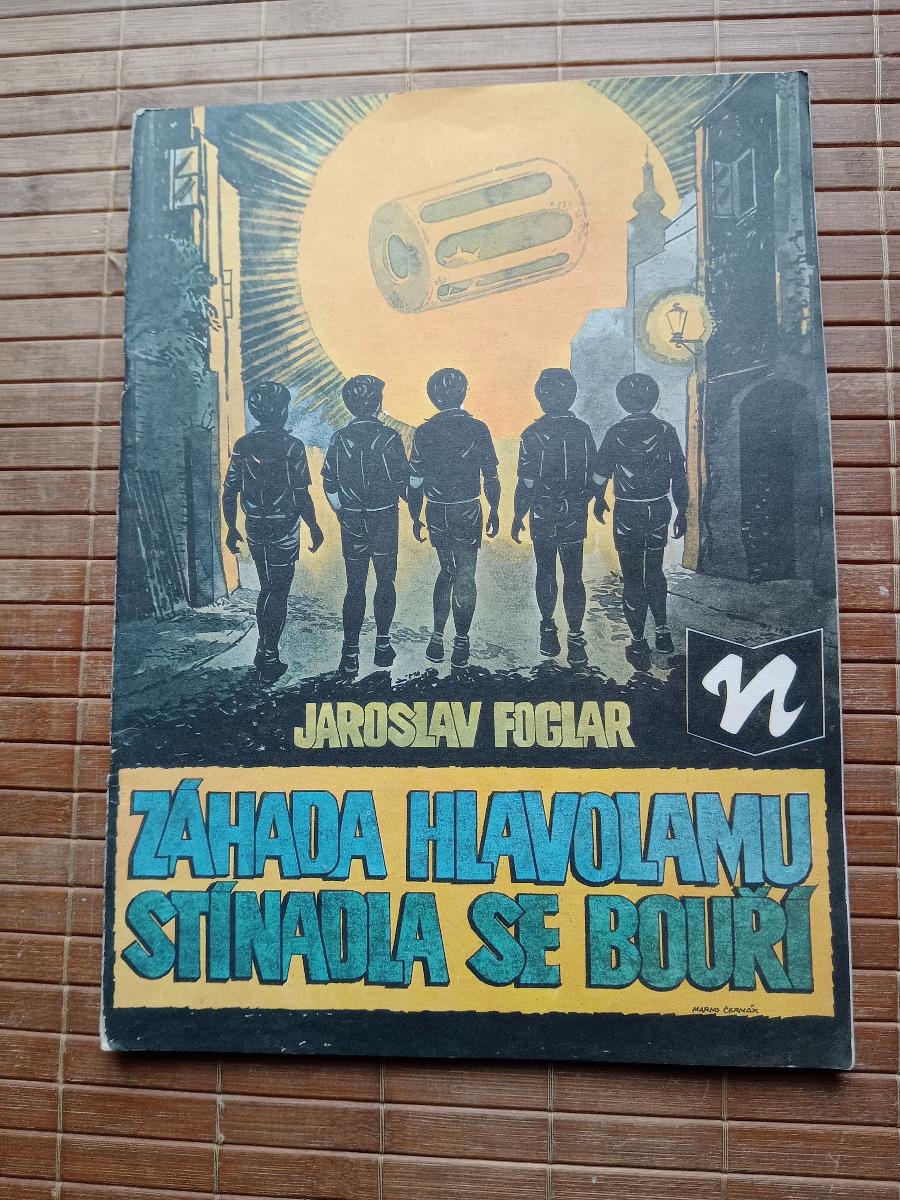 n
JAROSLAV FOGLAR
ZÁHADA HLAVOLAMU
STÍNADLA SE BOUŘÍ
MARKO ČERMÁK